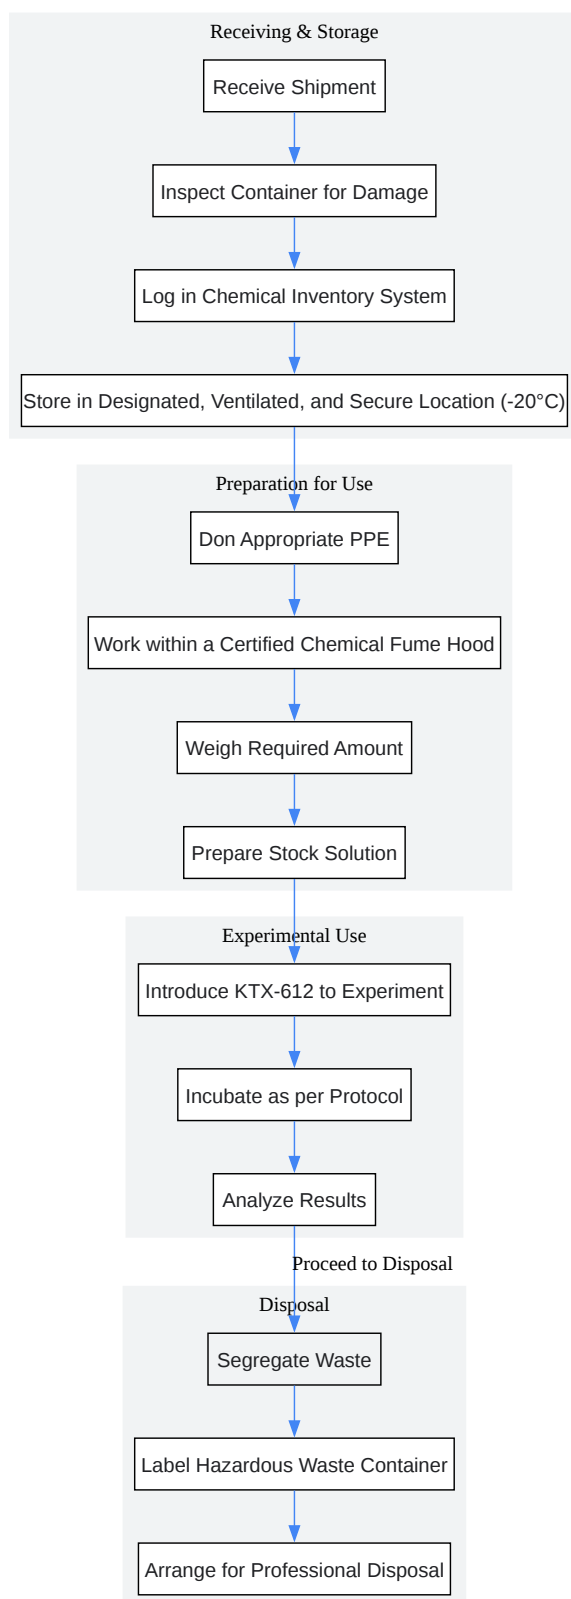 Receiving & Storage
Receive Shipment
Inspect Container for Damage
Log in Chemical Inventory System
Store in Designated, Ventilated, and Secure Location (-20°C)
Preparation for Use
Don Appropriate PPE
Work within a Certified Chemical Fume Hood
Weigh Required Amount
Prepare Stock Solution
Experimental Use
Introduce KTX-612 to Experiment
Incubate as per Protocol
Analyze Results
Proceed to Disposal
Disposal
Segregate Waste
Label Hazardous Waste Container
Arrange for Professional Disposal